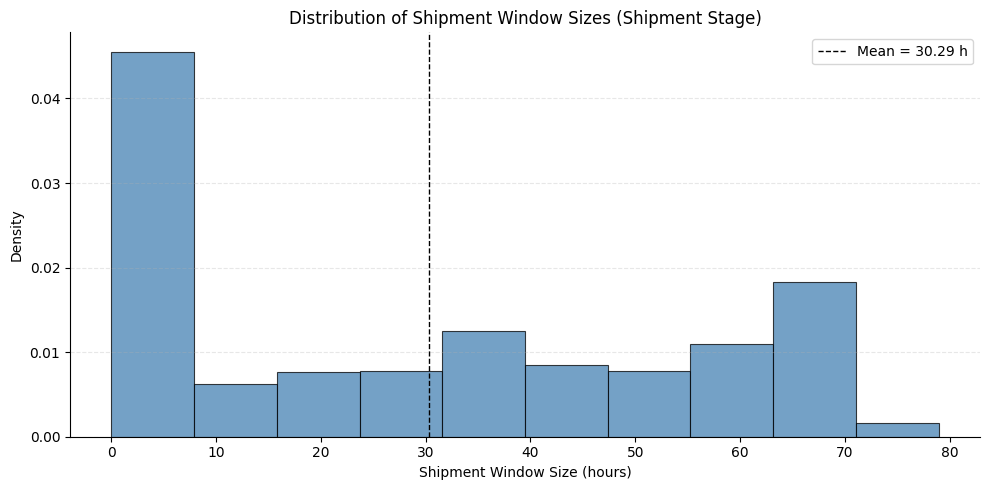 Distribution of Shipment Window Sizes (Shipment Stage)
Mean = 30.29 h
Density
0.04
0.03
0.02
0.01
0.00
0 10 20 30 40 50 60 70 80
Shipment Window Size (hours)